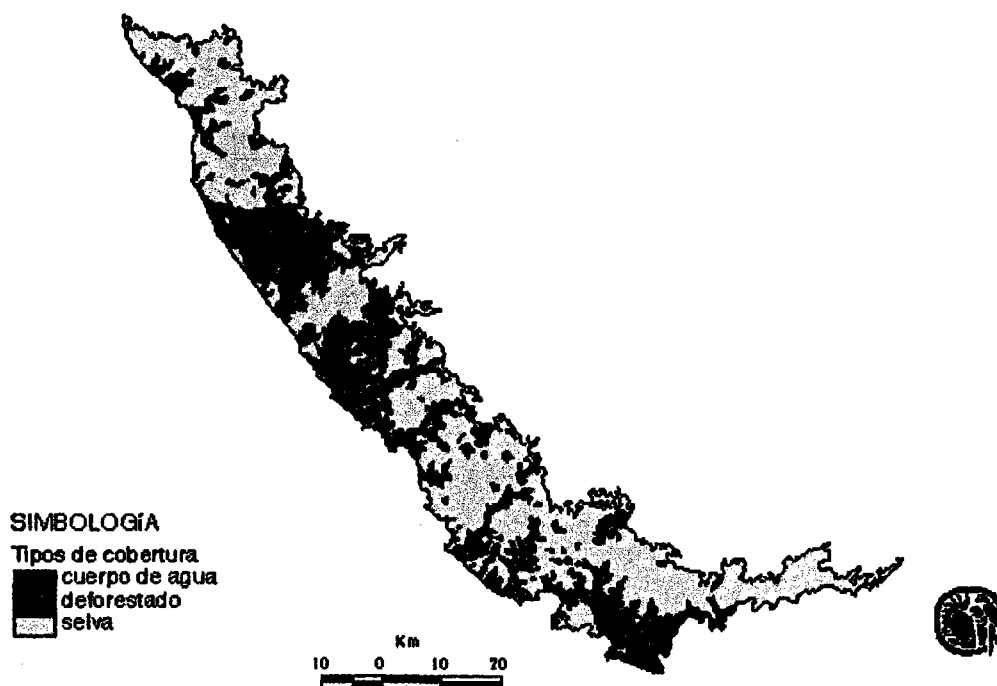 SIMBOLOGÍA
Tipos de cobertura
cuerpo de agua
deforestado
selva
Km
10 0 10 20